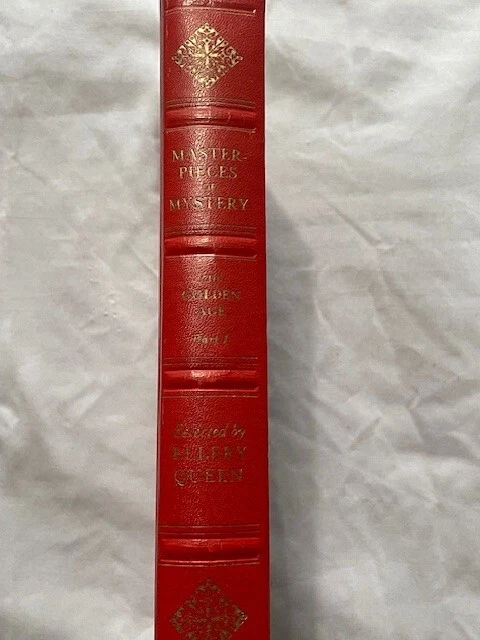 MASTER-
PIECES
OF
MYSTERY
THE
GOLDEN
AGE
Part I
Selected by
ELLERY
QUEEN